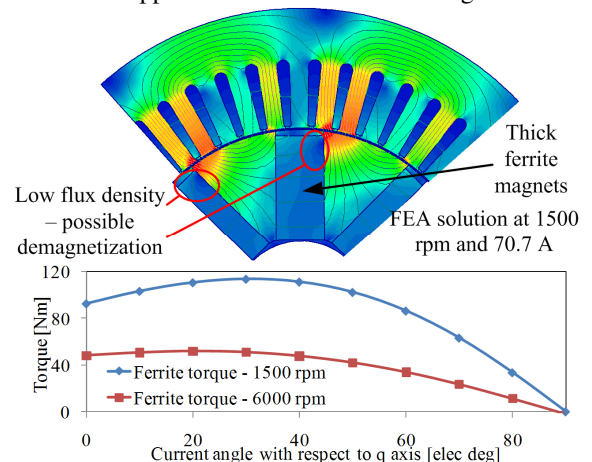 Thick
ferrite
magnets
Low flux density
– possible
demagnetization
FEA solution at 1500
rpm and 70.7 A
120
80
40
0
Torque [Nm]
Ferrite torque - 1500 rpm
Ferrite torque - 6000 rpm
0 20 40 60 80
Current angle with respect to q axis [elec deg]